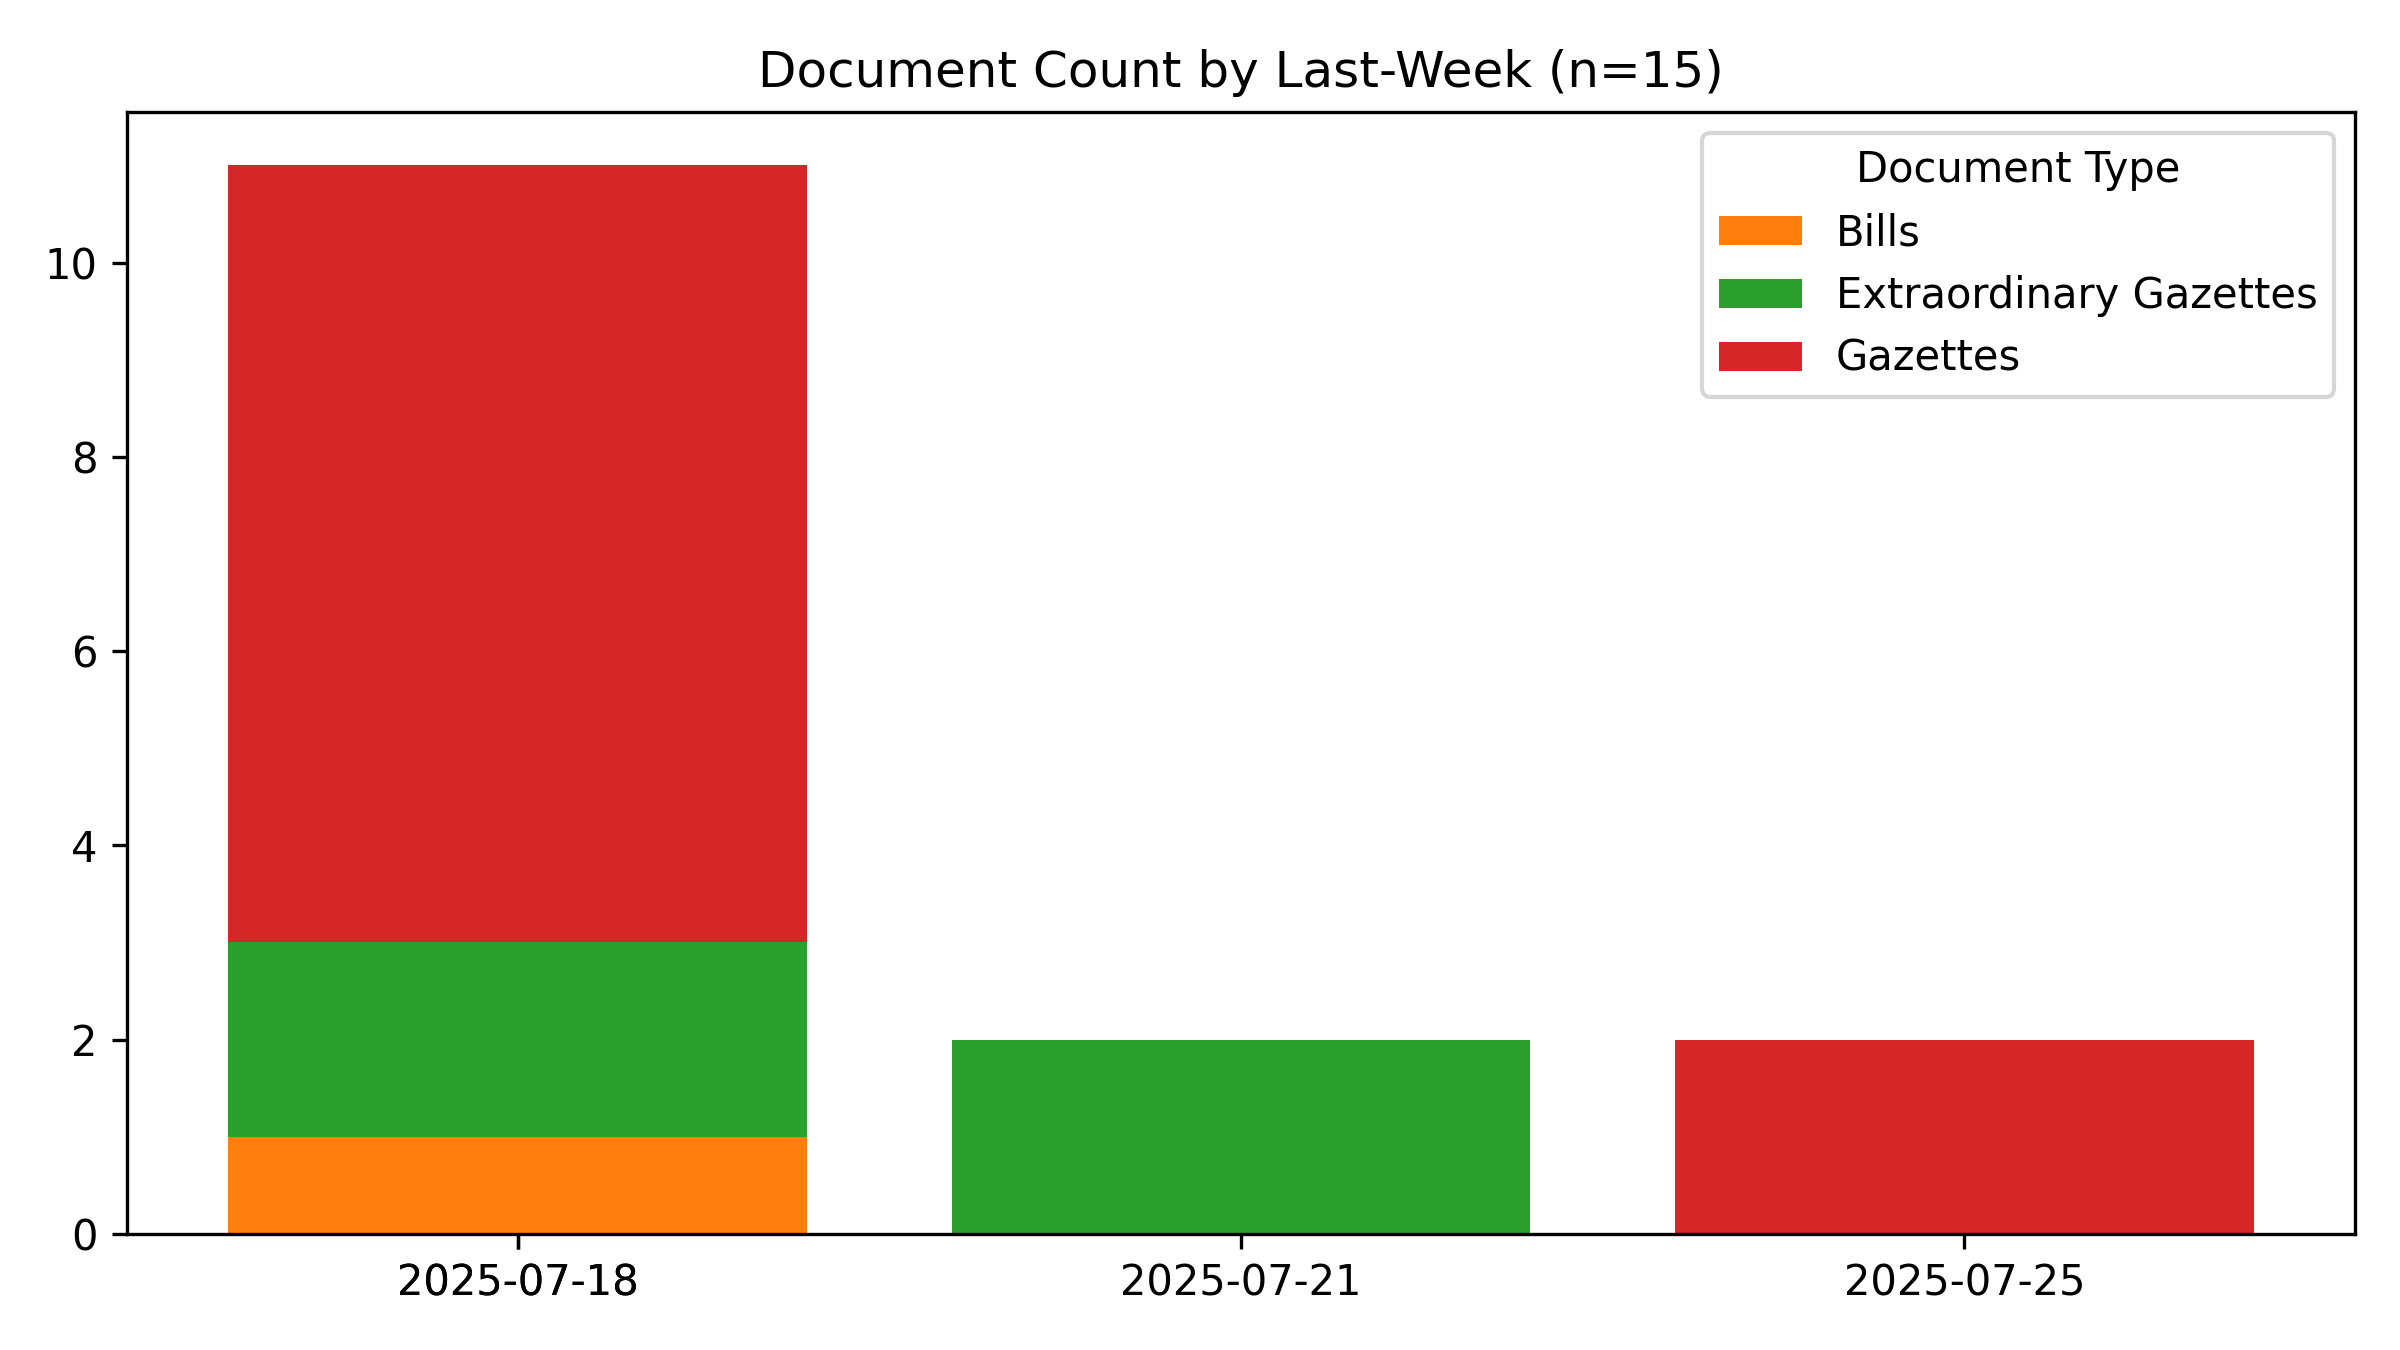 Document Count by Last-Week (n=15)
Document Type
Bills
Extraordinary Gazettes
Gazettes
10
8
6
4
2
0
2025-07-18
2025-07-21
2025-07-25